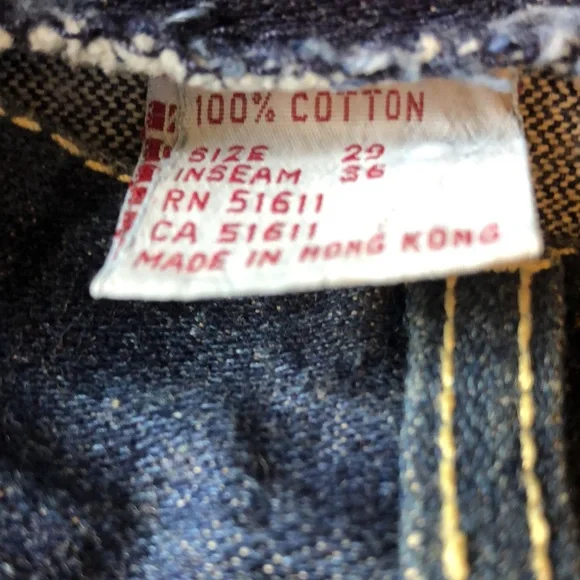 100% COTTON
SIZE 29
INSEAM 36
RN 51611
CA 51611
MADE IN HONG KONG